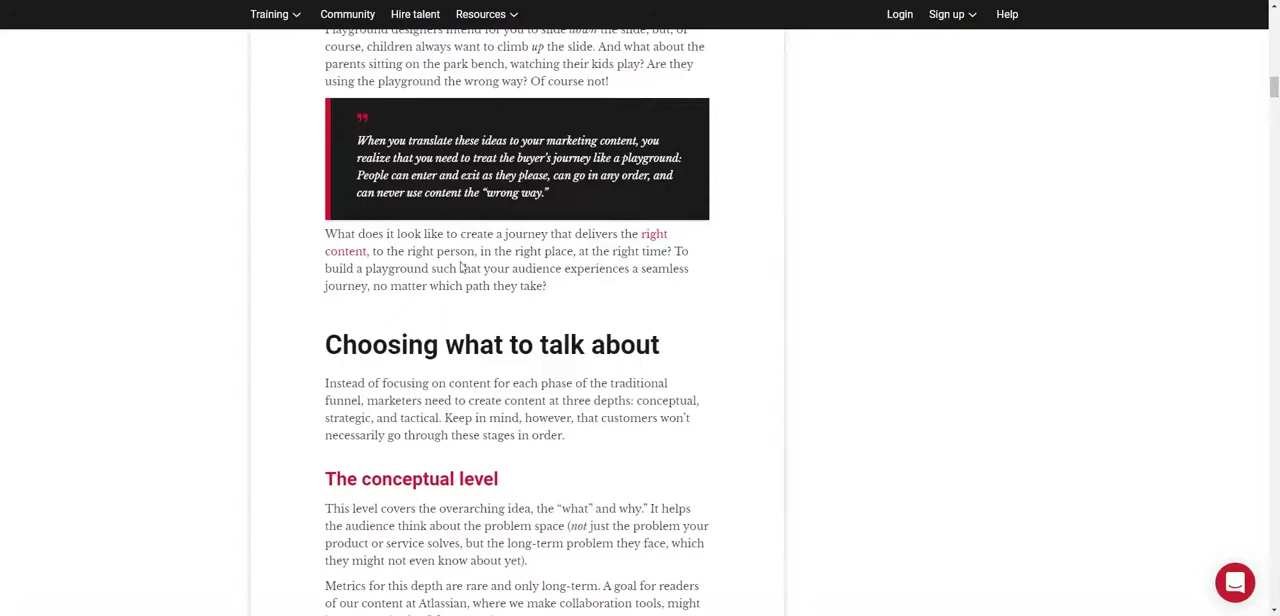 Training Community Hire talent Resources Login Sign up Help
Playground designers intend for you to slide down the slide, but, of
course, children always want to climb up the slide. And what about the
parents sitting on the park bench, watching their kids play? Are they
using the playground the wrong way? Of course not!
"
When you translate these ideas to your marketing content, you
realize that you need to treat the buyer's journey like a playground:
People can enter and exit as they please, can go in any order, and
can never use content the “wrong way.”
What does it look like to create a journey that delivers the right
content, to the right person, in the right place, at the right time? To
build a playground such that your audience experiences a seamless
journey, no matter which path they take?
Choosing what to talk about
Instead of focusing on content for each phase of the traditional
funnel, marketers need to create content at three depths: conceptual,
strategic, and tactical. Keep in mind, however, that customers won't
necessarily go through these stages in order.
The conceptual level
This level covers the overarching idea, the “what” and why.” It helps
the audience think about the problem space (not just the problem your
product or service solves, but the long-term problem they face, which
they might not even know about yet).
Metrics for this depth are rare and only long-term. A goal for readers
of our content at Atlassian, where we make collaboration tools, might